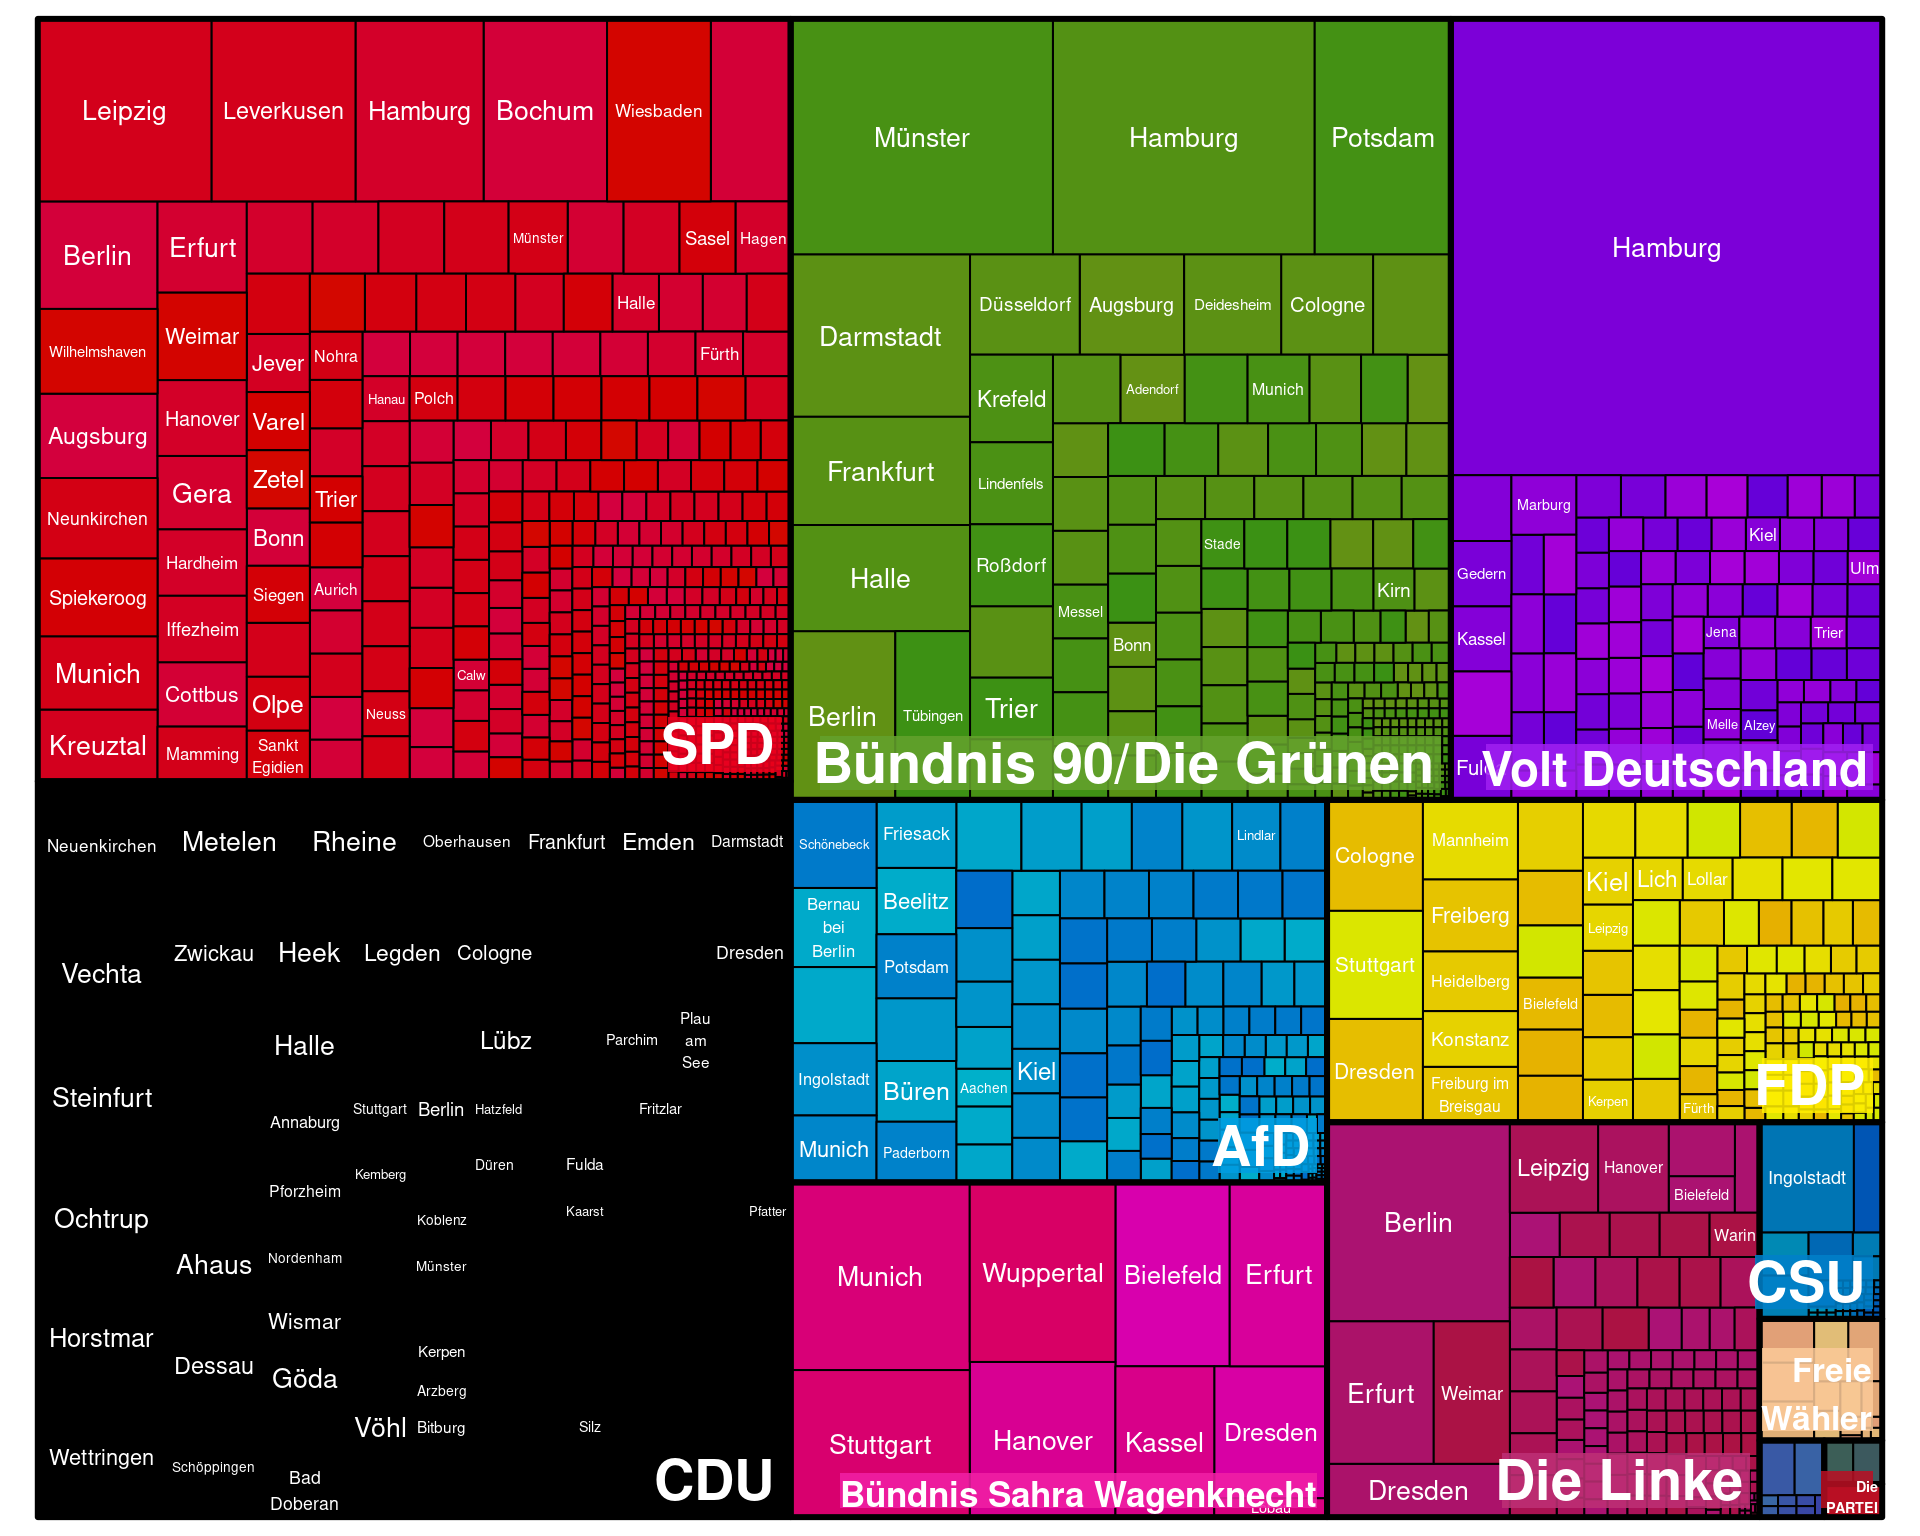 Leipzig
Leverkusen
Hamburg
Bochum
Wiesbaden
Berlin
Erfurt
Münster
Sasel
Hagen
Wilhelmshaven
Weimar
Halle
Jever
Nohra
Fürth
Augsburg
Hanover
Varel
Hanau
Polch
Neunkirchen
Gera
Zetel
Trier
Bonn
Spiekeroog
Hardheim
Siegen
Aurich
Iffezheim
Munich
Cottbus
Olpe
Calw
Neuss
Kreuztal
Mamming
Sankt
Egidien
SPD
Münster
Hamburg
Potsdam
Darmstadt
Düsseldorf
Augsburg
Deidesheim
Cologne
Krefeld
Adendorf
Munich
Frankfurt
Lindenfels
Halle
Roßdorf
Stade
Messel
Kirn
Bonn
Berlin
Tübingen
Trier
Bündnis 90/Die Grünen
Hamburg
Marburg
Kiel
Gedern
Ulm
Kassel
Jena
Trier
Melle
Alzey
Volt Deutschland
Neuenkirchen
Metelen
Rheine
Oberhausen
Frankfurt
Emden
Darmstadt
Vechta
Zwickau
Heek
Legden
Cologne
Dresden
Steinfurt
Halle
Lübz
Parchim
Plau
am
See
Annaburg
Stuttgart
Berlin
Hatzfeld
Fritzlar
Ochtrup
Pforzheim
Kemberg
Düren
Fulda
Koblenz
Kaarst
Pfatter
Ahaus
Nordenham
Münster
Horstmar
Wismar
Dessau
Göda
Kerpen
Arzberg
Vöhl
Bitburg
Silz
Wettringen
Schöppingen
Bad
Doberan
CDU
Schönebeck
Friesack
Lindlar
Bernau
bei
Berlin
Beelitz
Potsdam
Ingolstadt
Büren
Aachen
Kiel
Munich
Paderborn
AfD
Cologne
Mannheim
Kiel
Lich
Lollar
Freiberg
Leipzig
Stuttgart
Heidelberg
Bielefeld
Konstanz
Dresden
Freiburg im
Breisgau
Kerpen
Fürth
FDP
Munich
Wuppertal
Bielefeld
Erfurt
Stuttgart
Hanover
Kassel
Dresden
Bündnis Sahra Wagenknecht
Berlin
Leipzig
Hanover
Bielefeld
Warin
Erfurt
Weimar
Dresden
Die Linke
Ingolstadt
CSU
Freie
Wähler
Die
PARTEI